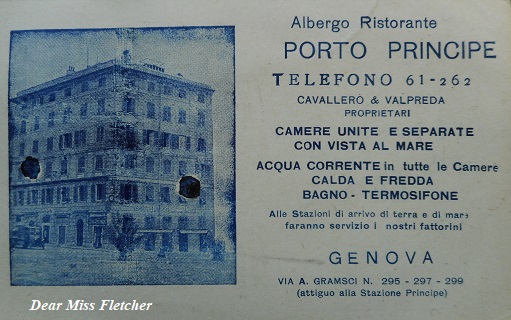 Albergo Ristorante
PORTO PRINCIPE
TELEFONO 61-262
CAVALLERÒ & VALPREDA
PROPRIETARI
CAMERE UNITE E SEPARATE
CON VISTA AL MARE
ACQUA CORRENTE in tutte le Camere
CALDA E FREDDA
BAGNO - TERMOSIFONE
Alle Stazioni di arrivo di terra e di mare
faranno servizio i nostri fattorini
GENOVA
VIA A. GRAMSCI N. 295 - 297 - 299
(attiguo alla Stazione Principe)
Dear Miss Fletcher